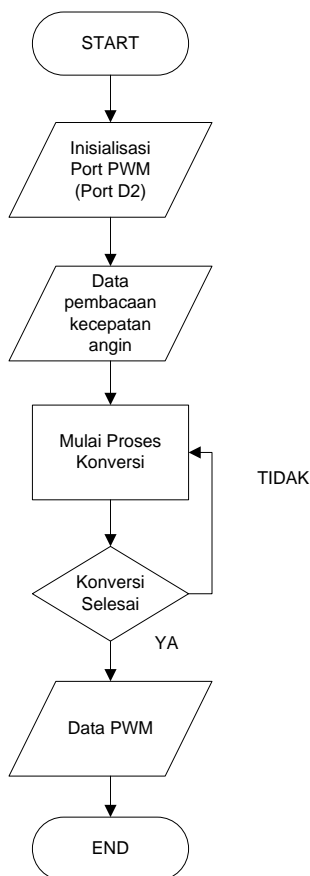 START
Inisialisasi
Port PWM
(Port D2)
Data
pembacaan
kecepatan
angin
Mulai Proses
Konversi
TIDAK
Konversi
Selesai
YA
Data PWM
END